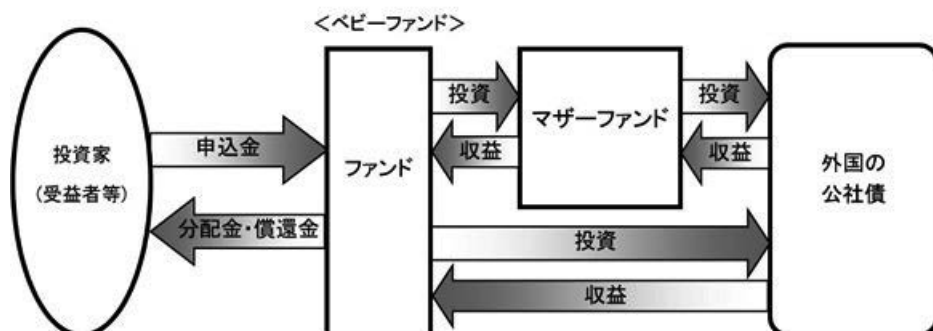 <ベビーファンド>
投資家
(受益者等)
申込金
分配金・償還金
ファンド
投資
収益
マザーファンド
投資
収益
投資
収益
外国の
公社債